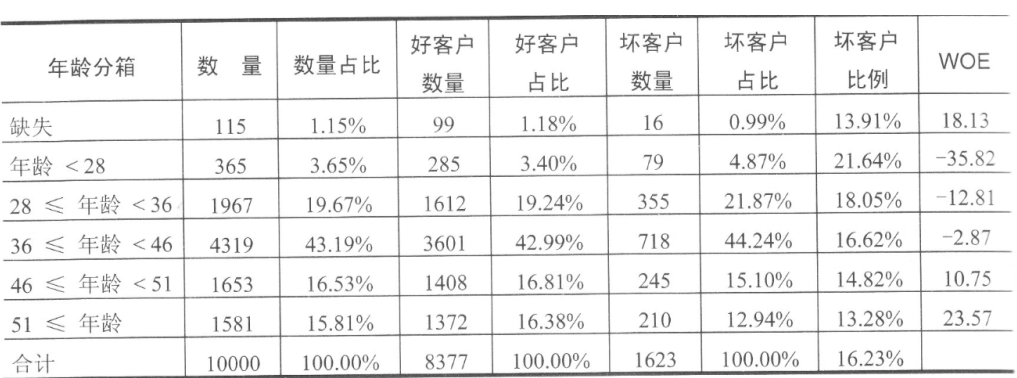 年龄分箱 数 量 数量占比 好客户数量 好客户占比 坏客户数量 坏客户占比 坏客户比例 WOE
缺失 115 1.15% 99 1.18% 16 0.99% 13.91% 18.13
年龄 <28 365 3.65% 285 3.40% 79 4.87% 21.64% -35.82
28 ≤ 年龄 <36 1967 19.67% 1612 19.24% 355 21.87% 18.05% -12.81
36 ≤ 年龄 <46 4319 43.19% 3601 42.99% 718 44.24% 16.62% -2.87
46 ≤ 年龄 <51 1653 16.53% 1408 16.81% 245 15.10% 14.82% 10.75
51 ≤ 年龄 1581 15.81% 1372 16.38% 210 12.94% 13.28% 23.57
合计 10000 100.00% 8377 100.00% 1623 100.00% 16.23%